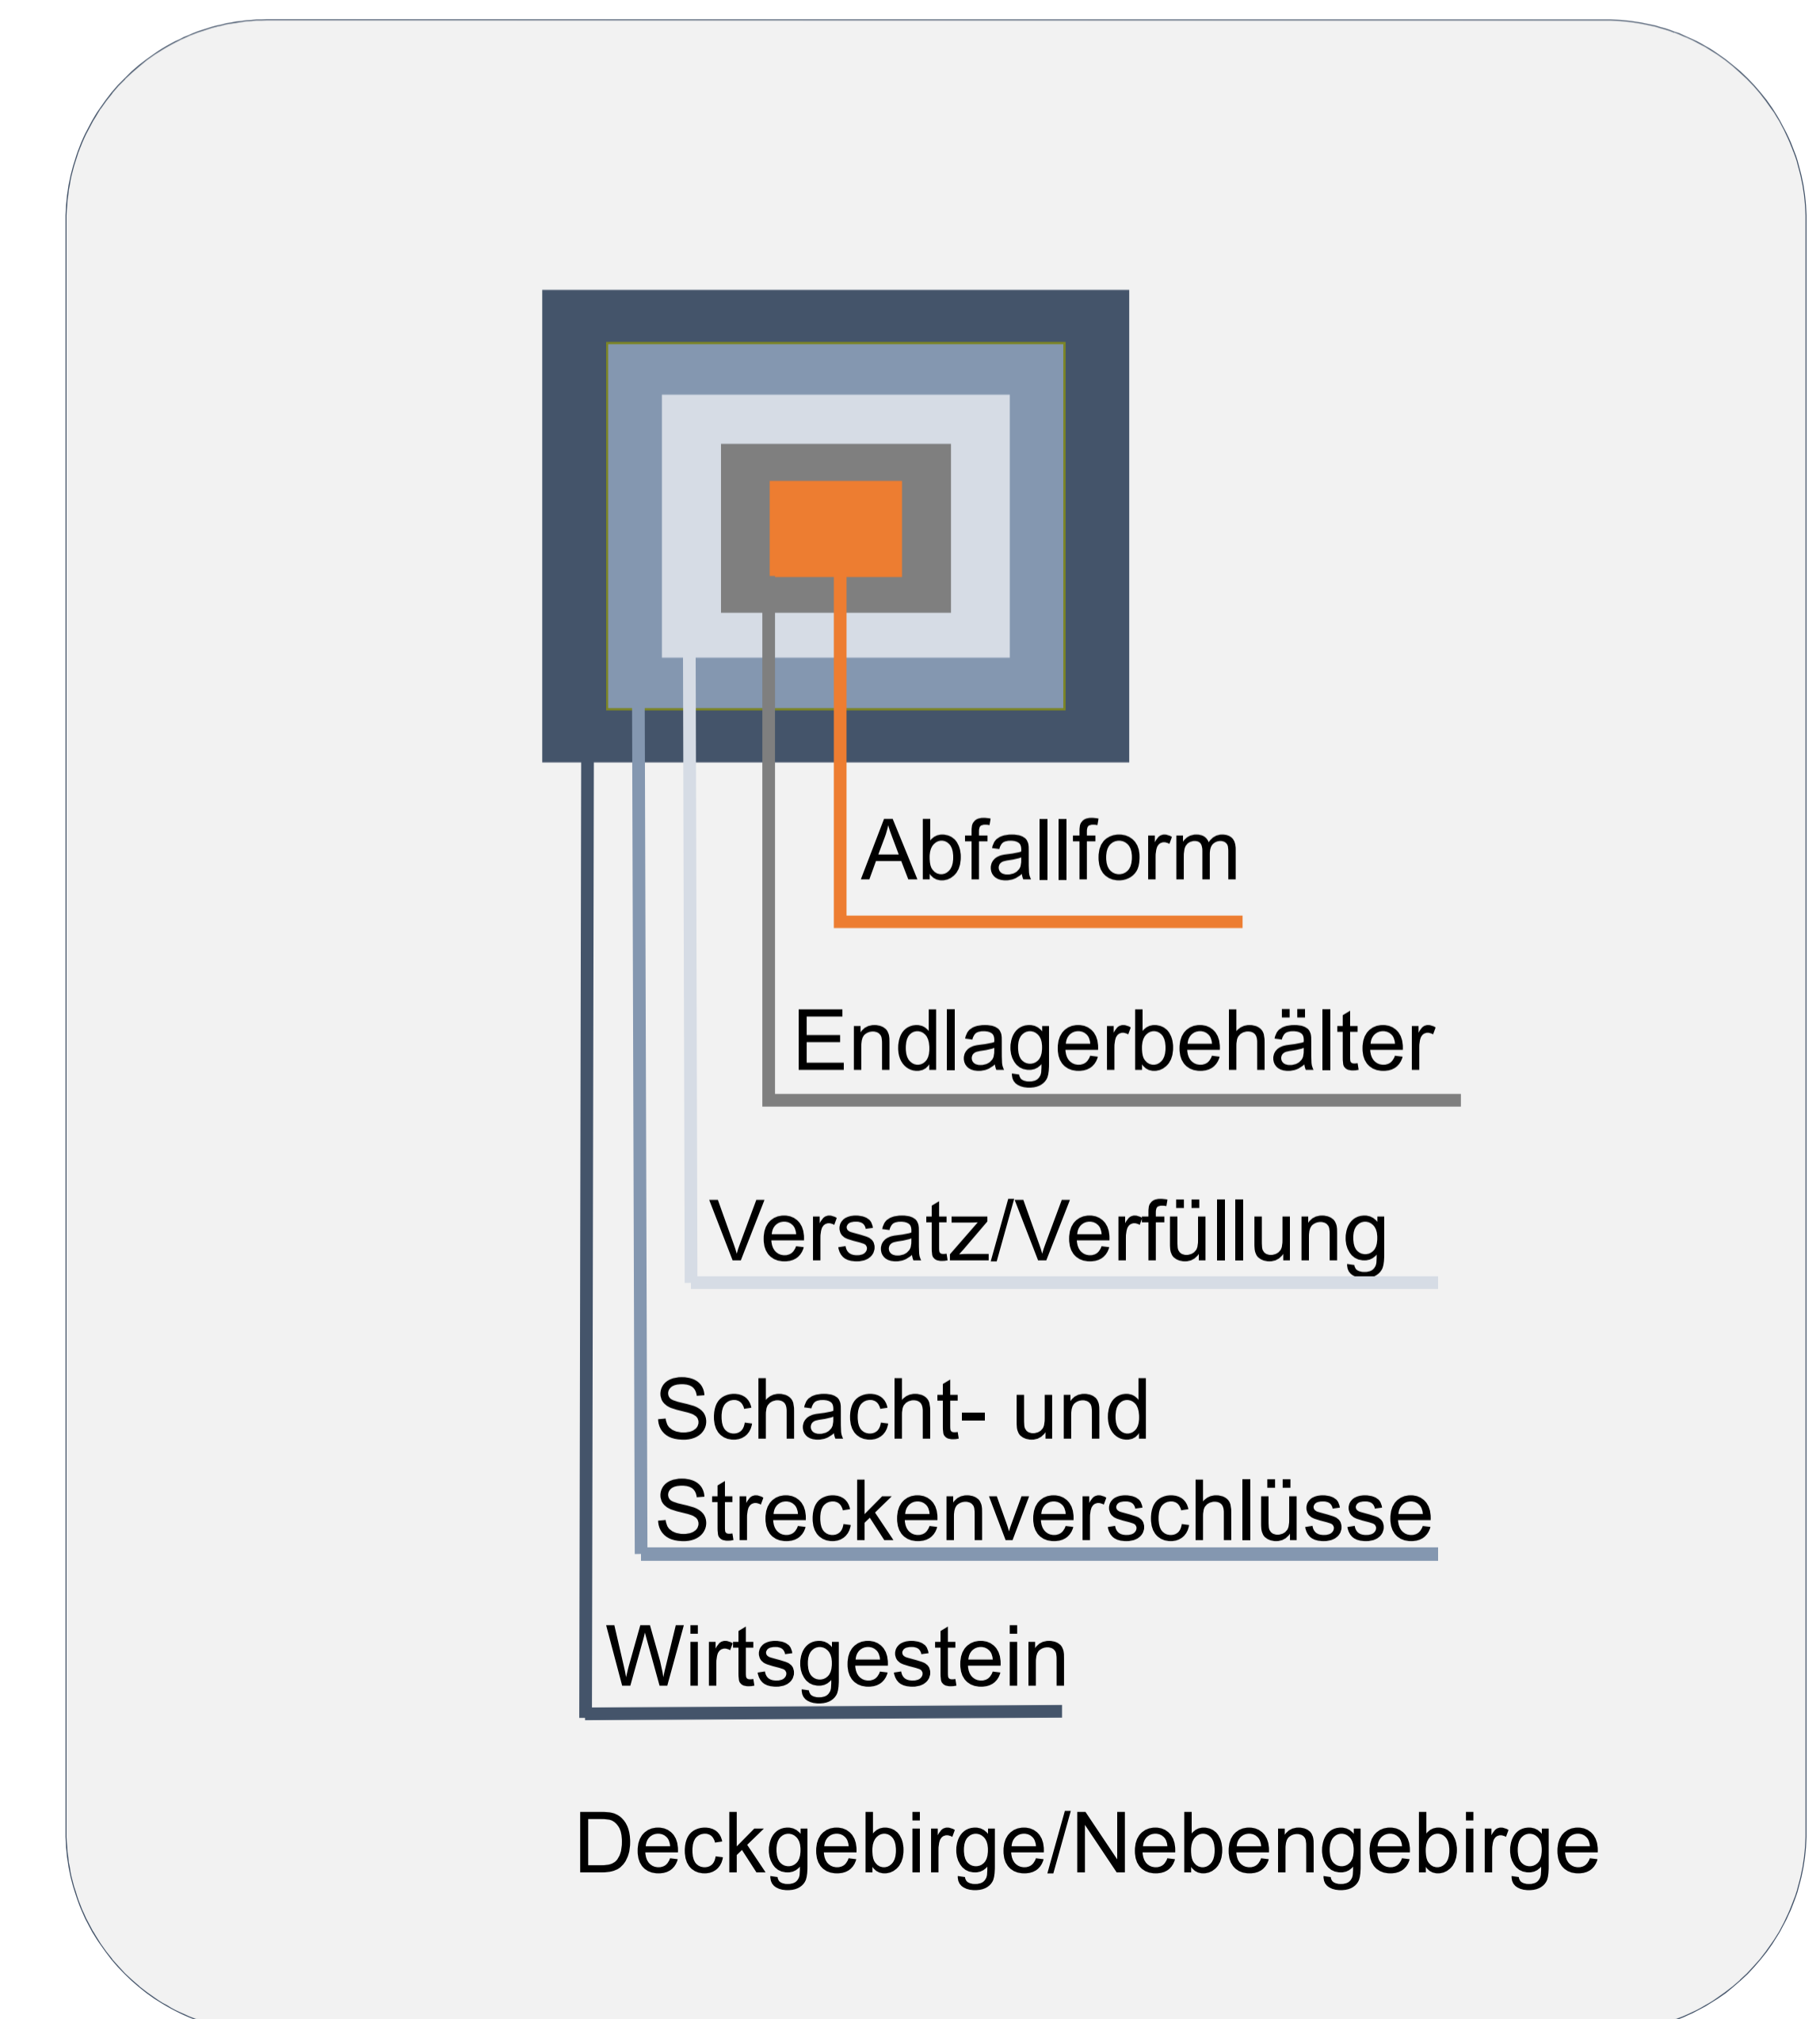 Abfallform
Endlagerbehälter
Versatz/Verfüllung
Schacht- und
Streckenverschlüsse
Wirtsgestein
Deckgebirge/Nebengebirge